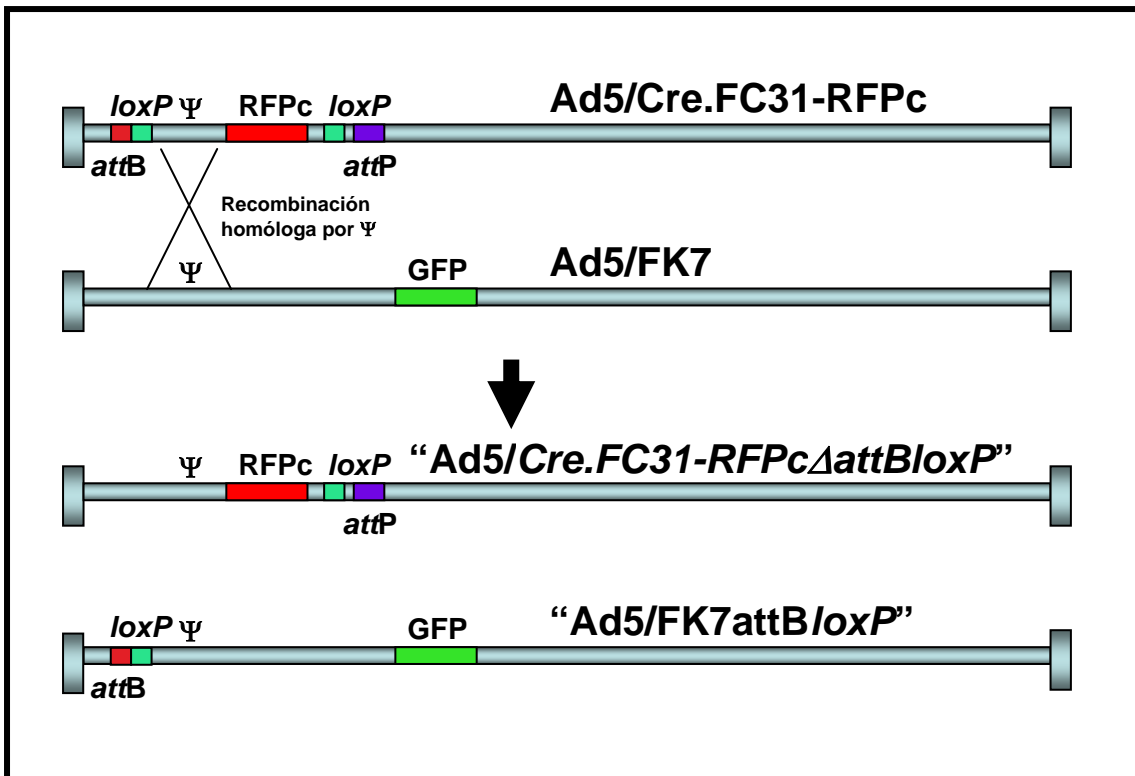 loxP Ψ RFPc loxP Ad5/Cre.FC31-RFPc
attB attP
Recombinación
homóloga por Ψ
Ψ GFP Ad5/FK7
Ψ RFPc loxP “Ad5/Cre.FC31-RFPcΔattBloxP”
attP
loxP Ψ GFP “Ad5/FK7attBloxP”
attB